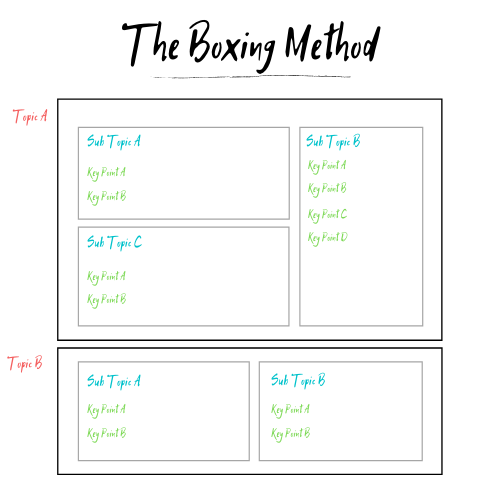 The Boxing Method
Topic A
Sub Topic A
Key Point A
Key Point B
Sub Topic B
Key Point A
Key Point B
Key Point C
Key Point D
Sub Topic C
Key Point A
Key Point B
Topic B
Sub Topic A
Key Point A
Key Point B
Sub Topic B
Key Point A
Key Point B